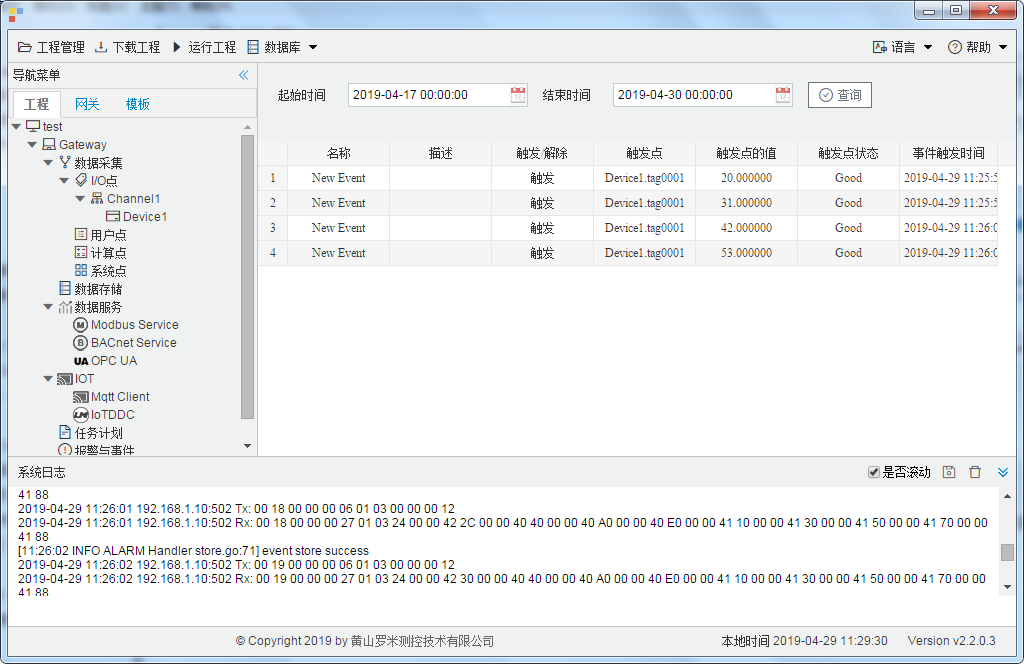 工程管理 下载工程 运行工程 数据库 语言 帮助
导航菜单
工程 网关 模板
test
Gateway
数据采集
I/O点
Channel1
Device1
用户点
计算点
系统点
数据存储
数据服务
M Modbus Service
B BACnet Service
UA OPC UA
IOT
Mqtt Client
IoTDDC
任务计划
报警与事件
起始时间 2019-04-17 00:00:00 结束时间 2019-04-30 00:00:00 查询
名称 描述 触发/解除 触发点 触发点的值 触发点状态 事件触发时间
1 New Event 触发 Device1.tag0001 20.000000 Good 2019-04-29 11:25:5
2 New Event 触发 Device1.tag0001 31.000000 Good 2019-04-29 11:25:5
3 New Event 触发 Device1.tag0001 42.000000 Good 2019-04-29 11:26:0
4 New Event 触发 Device1.tag0001 53.000000 Good 2019-04-29 11:26:0
系统日志 是否滚动
41 88
2019-04-29 11:26:01 192.168.1.10:502 Tx: 00 18 00 00 00 06 01 03 00 00 00 12
2019-04-29 11:26:01 192.168.1.10:502 Rx: 00 18 00 00 00 27 01 03 24 00 00 42 2C 00 00 40 40 00 00 40 A0 00 00 40 E0 00 00 41 10 00 00 41 30 00 00 41 50 00 00 41 70 00 00
41 88
[11:26:02 INFO ALARM Handler store.go:71] event store success
2019-04-29 11:26:02 192.168.1.10:502 Tx: 00 19 00 00 00 06 01 03 00 00 00 12
2019-04-29 11:26:02 192.168.1.10:502 Rx: 00 19 00 00 00 27 01 03 24 00 00 42 30 00 00 40 40 00 00 40 A0 00 00 40 E0 00 00 41 10 00 00 41 30 00 00 41 50 00 00 41 70 00 00
41 88
© Copyright 2019 by 黄山罗米测控技术有限公司 本地时间 2019-04-29 11:29:30 Version v2.2.0.3